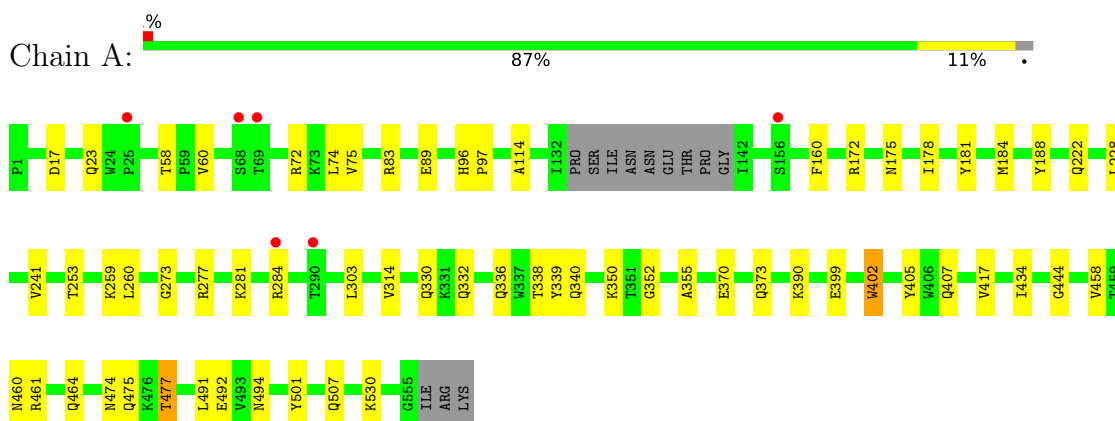 .%
Chain A:
87% 11% •
P1 D17 Q23 W24 P25 T58 P59 V60 S68 T69 R72 K73 L74 V75 R83 E89 H96 P97 A114 I132 PRO SER ILE ASN ASN GLU THR PRO GLY I142 S156 F160 R172 N175 I178 Y181 M184 Y188 Q222 L228
V241 T253 K259 L260 G273 R277 K281 R284 T290 L303 V314 Q330 K331 Q332 Q336 W337 T338 Y339 Q340 K350 T351 G352 A355 E370 Q373 K390 E399 W402 Y405 W406 Q407 V417 I434 G444 V458 T459
N460 R461 Q464 N474 Q475 K476 T477 L491 E492 V493 N494 Y501 Q507 K530 G555 ILE ARG LYS